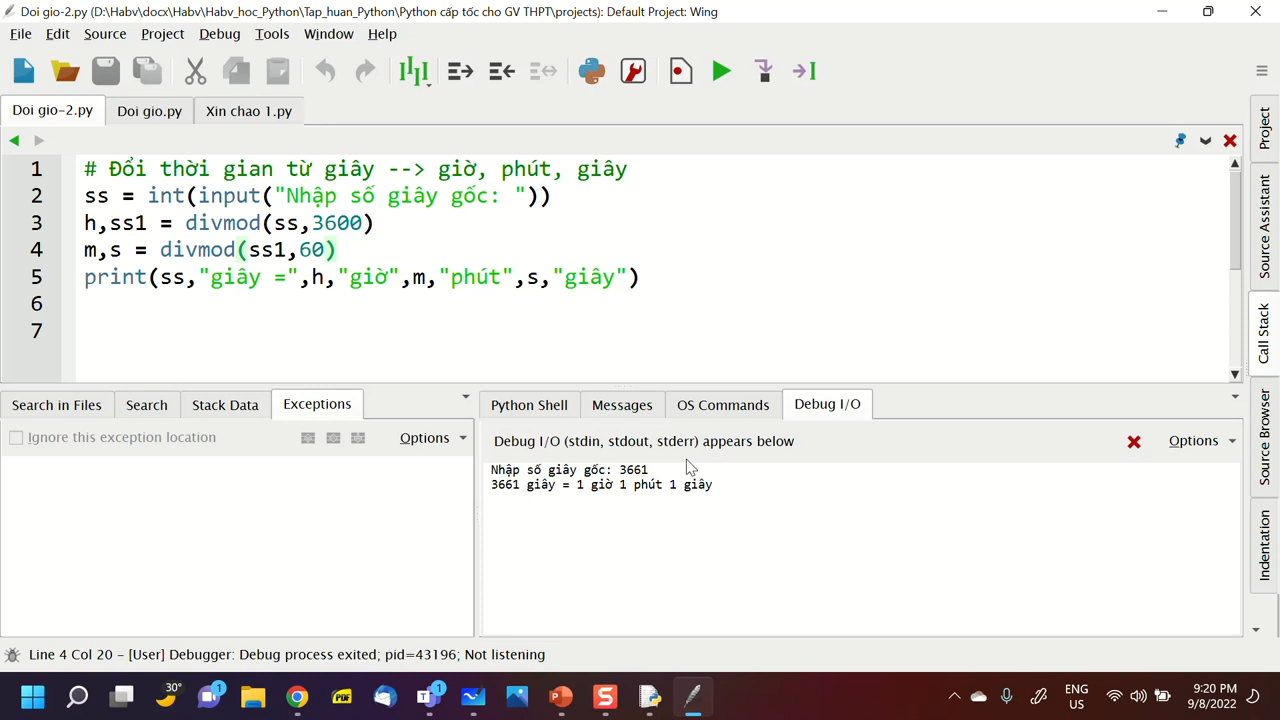 Doi gio-2.py (D:\Habv\docx\Habv\Habv_hoc_Python\Tap_huan_Python\Python cấp tốc cho GV THPT\projects): Default Project: Wing
File Edit Source Project Debug Tools Window Help
Doi gio-2.py Doi gio.py Xin chao 1.py
1 # Đổi thời gian từ giây --> giờ, phút, giây
2 ss = int(input("Nhập số giây gốc: "))
3 h,ss1 = divmod(ss,3600)
4 m,s = divmod(ss1,60)
5 print(ss,"giây =",h,"giờ",m,"phút",s,"giây")
6
7
Project
Source Assistant
Call Stack
Source Browser
Indentation
Search in Files Search Stack Data Exceptions
Ignore this exception location Options
Python Shell Messages OS Commands Debug I/O
Debug I/O (stdin, stdout, stderr) appears below Options
Nhập số giây gốc: 3661
3661 giây = 1 giờ 1 phút 1 giây
Line 4 Col 20 – [User] Debugger: Debug process exited; pid=43196; Not listening
30°
1
PDF
1
S
ENG
US
9:20 PM
9/8/2022